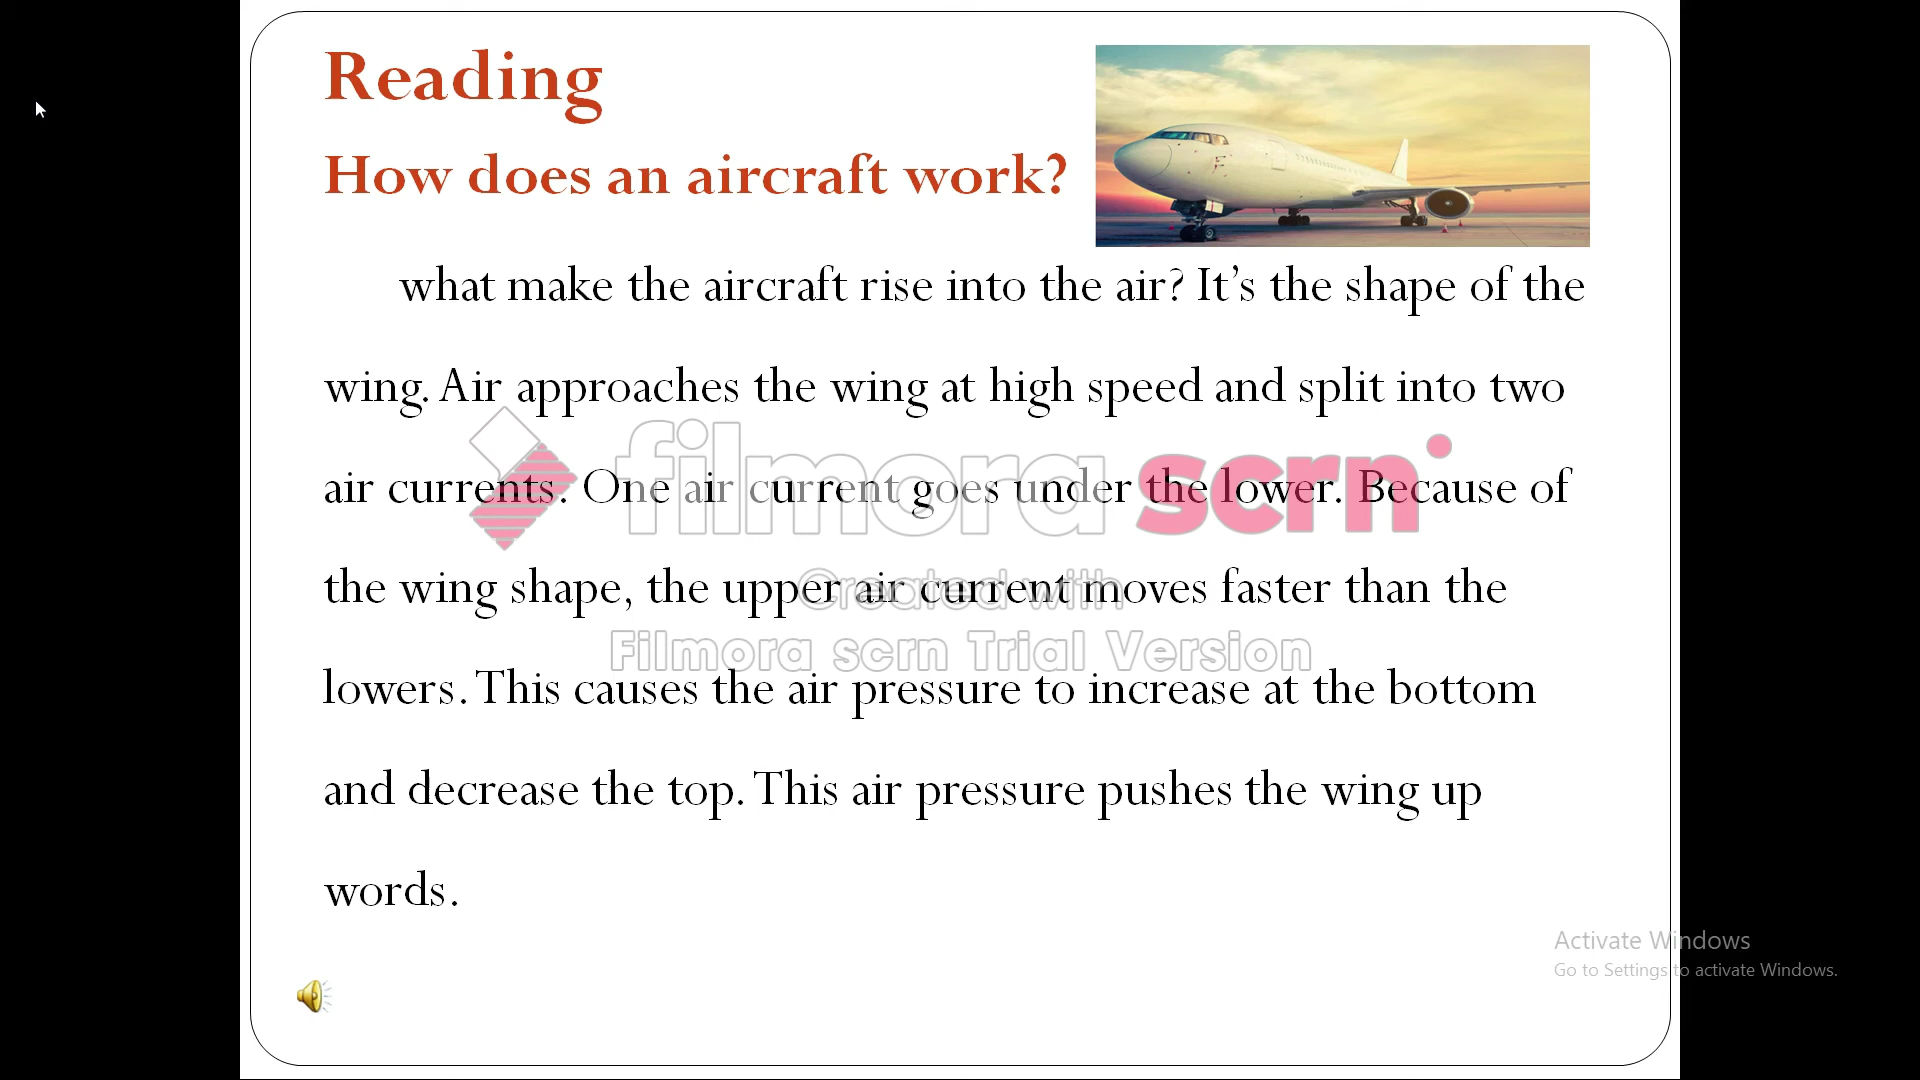 Reading
How does an aircraft work?
what make the aircraft rise into the air? It’s the shape of the
wing. Air approaches the wing at high speed and split into two
air currents. One air current goes under the lower. Because of
the wing shape, the upper air current moves faster than the
lowers. This causes the air pressure to increase at the bottom
and decrease the top. This air pressure pushes the wing up
words.
filmora scrn
Created with
Filmora scrn Trial Version
Activate Windows
Go to Settings to activate Windows.